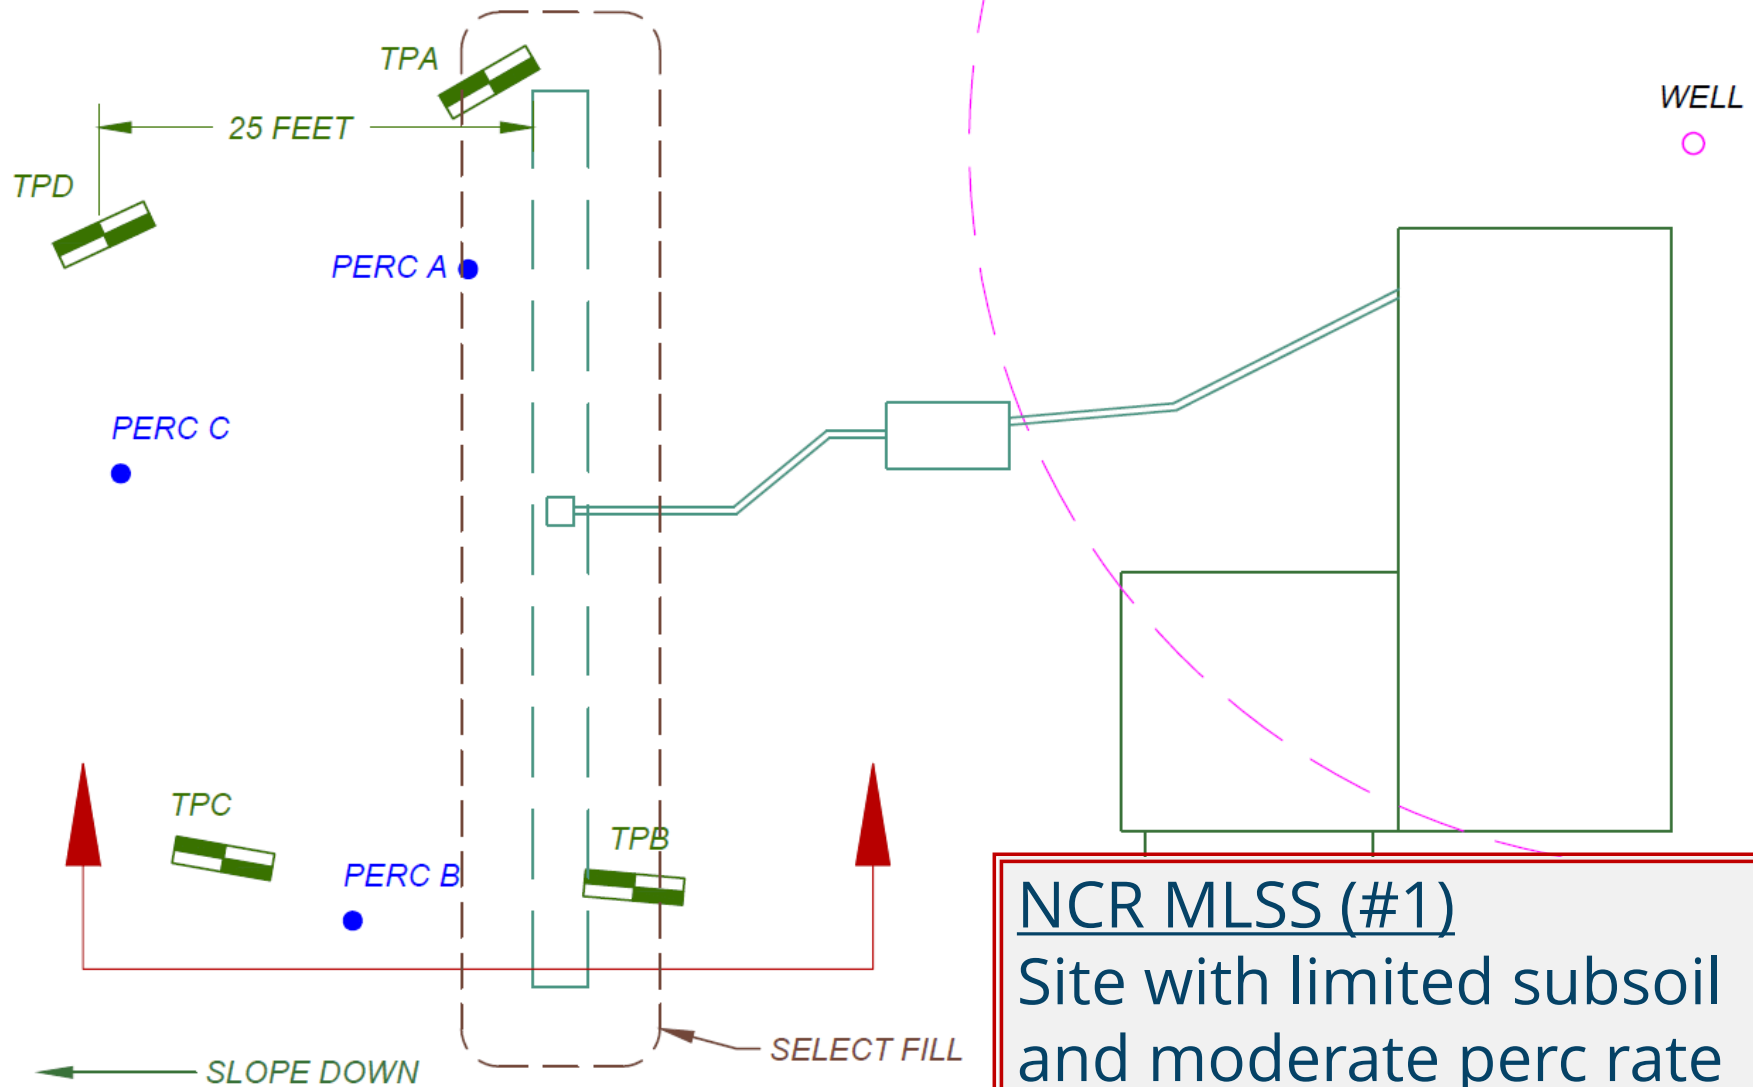 TPA
WELL
25 FEET
TPD
PERC A
PERC C
TPC
TPB
PERC B
NCR MLSS (#1)
Site with limited subsoil
and moderate perc rate
SELECT FILL
SLOPE DOWN